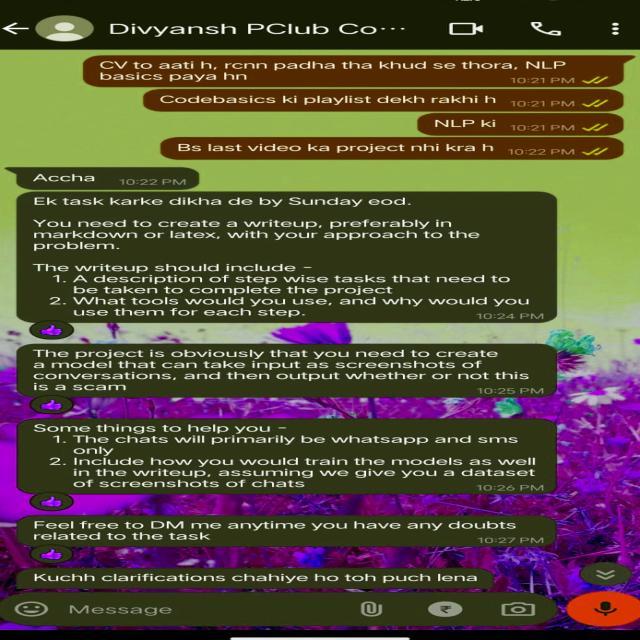 Divyansh PClub Co...
CV to aati h, rcnn padha tha khud se thora, NLP
basics paya hn
10:21 PM
Codebasics ki playlist dekh rakhi h
10:21 PM
NLP ki
10:21 PM
Bs last video ka project nhi kra h
10:22 PM
Accha
10:22 PM
Ek task karke dikha de by Sunday eod.
You need to create a writeup, preferably in
markdown or latex, with your approach to the
problem.
The writeup should include -
1. A description of step wise tasks that need to
be taken to complete the project
2. What tools would you use, and why would you
use them for each step.
10:24 PM
The project is obviously that you need to create
a model that can take input as screenshots of
conversations, and then output whether or not this
is a scam
10:25 PM
Some things to help you -
1. The chats will primarily be whatsapp and sms
only
2. Include how you would train the models as well
in the writeup, assuming we give you a dataset
of screenshots of chats
10:26 PM
Feel free to DM me anytime you have any doubts
related to the task
10:27 PM
Kuchh clarifications chahiye ho toh puch lena
Message